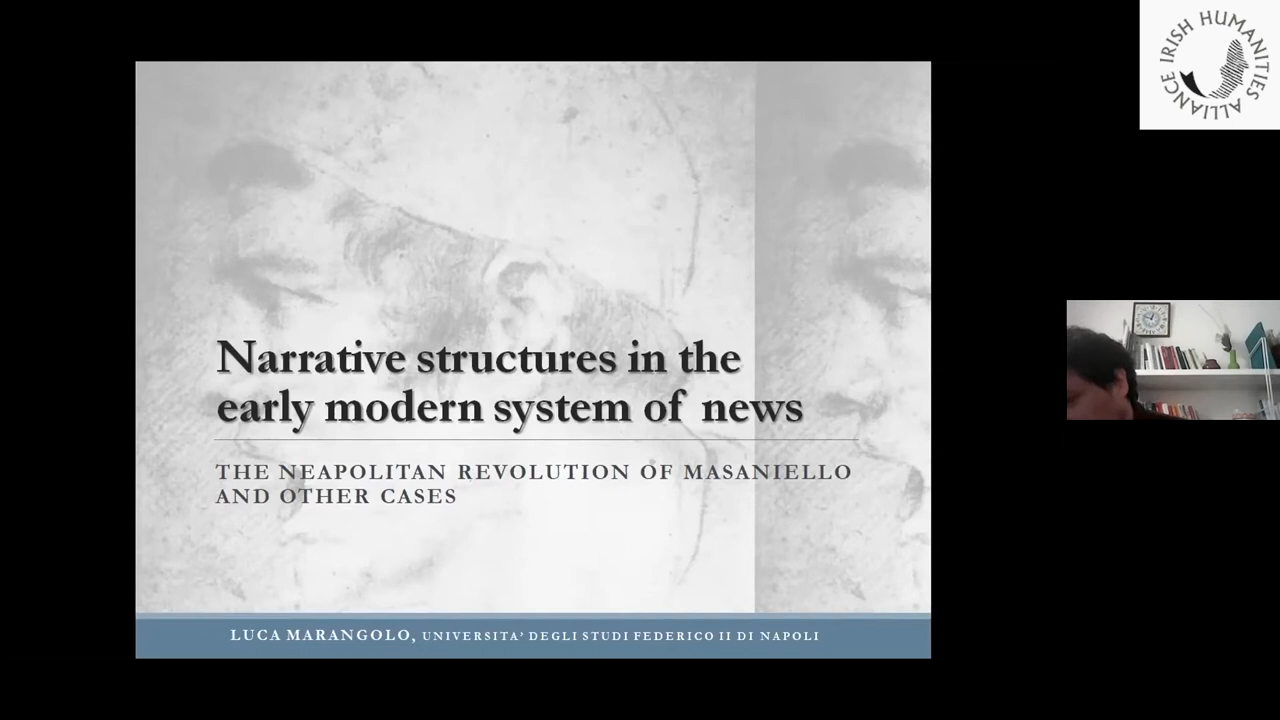 Narrative structures in the
early modern system of news
THE NEAPOLITAN REVOLUTION OF MASANIELLO
AND OTHER CASES
LUCA MARANGOLO, UNIVERSITA’ DEGLI STUDI FEDERICO II DI NAPOLI
IRISH HUMANITIES ALLIANCE